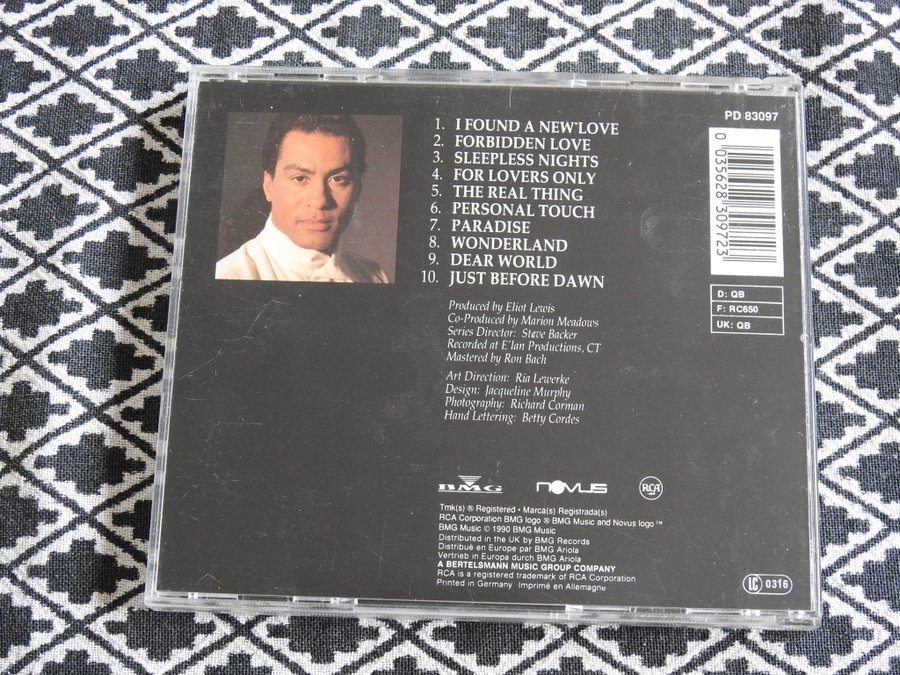 1. I FOUND A NEW LOVE
2. FORBIDDEN LOVE
3. SLEEPLESS NIGHTS
4. FOR LOVERS ONLY
5. THE REAL THING
6. PERSONAL TOUCH
7. PARADISE
8. WONDERLAND
9. DEAR WORLD
10. JUST BEFORE DAWN
Produced by Eliot Lewis
Co-Produced by Marion Meadows
Series Director: Steve Backer
Recorded at E'lan Productions, CT
Mastered by Ron Bach
Art Direction: Ria Lewerke
Design: Jacqueline Murphy
Photography: Richard Corman
Hand Lettering: Betty Cordes
BMG NOVUS RCA
Tmk(s) ® Registered • Marca(s) Registrada(s)
RCA Corporation BMG logo ® BMG Music and Novus logo ™
BMG Music © 1990 BMG Music
Distributed in the UK by BMG Records
Distribué en Europe par BMG Ariola
Vertrieb in Europa durch BMG Ariola
A BERTELSMANN MUSIC GROUP COMPANY
RCA is a registered trademark of RCA Corporation
Printed in Germany Imprimé en Allemagne
PD 83097
0 035628 309723
D: QB
F: RC650
UK: QB
LC 0316